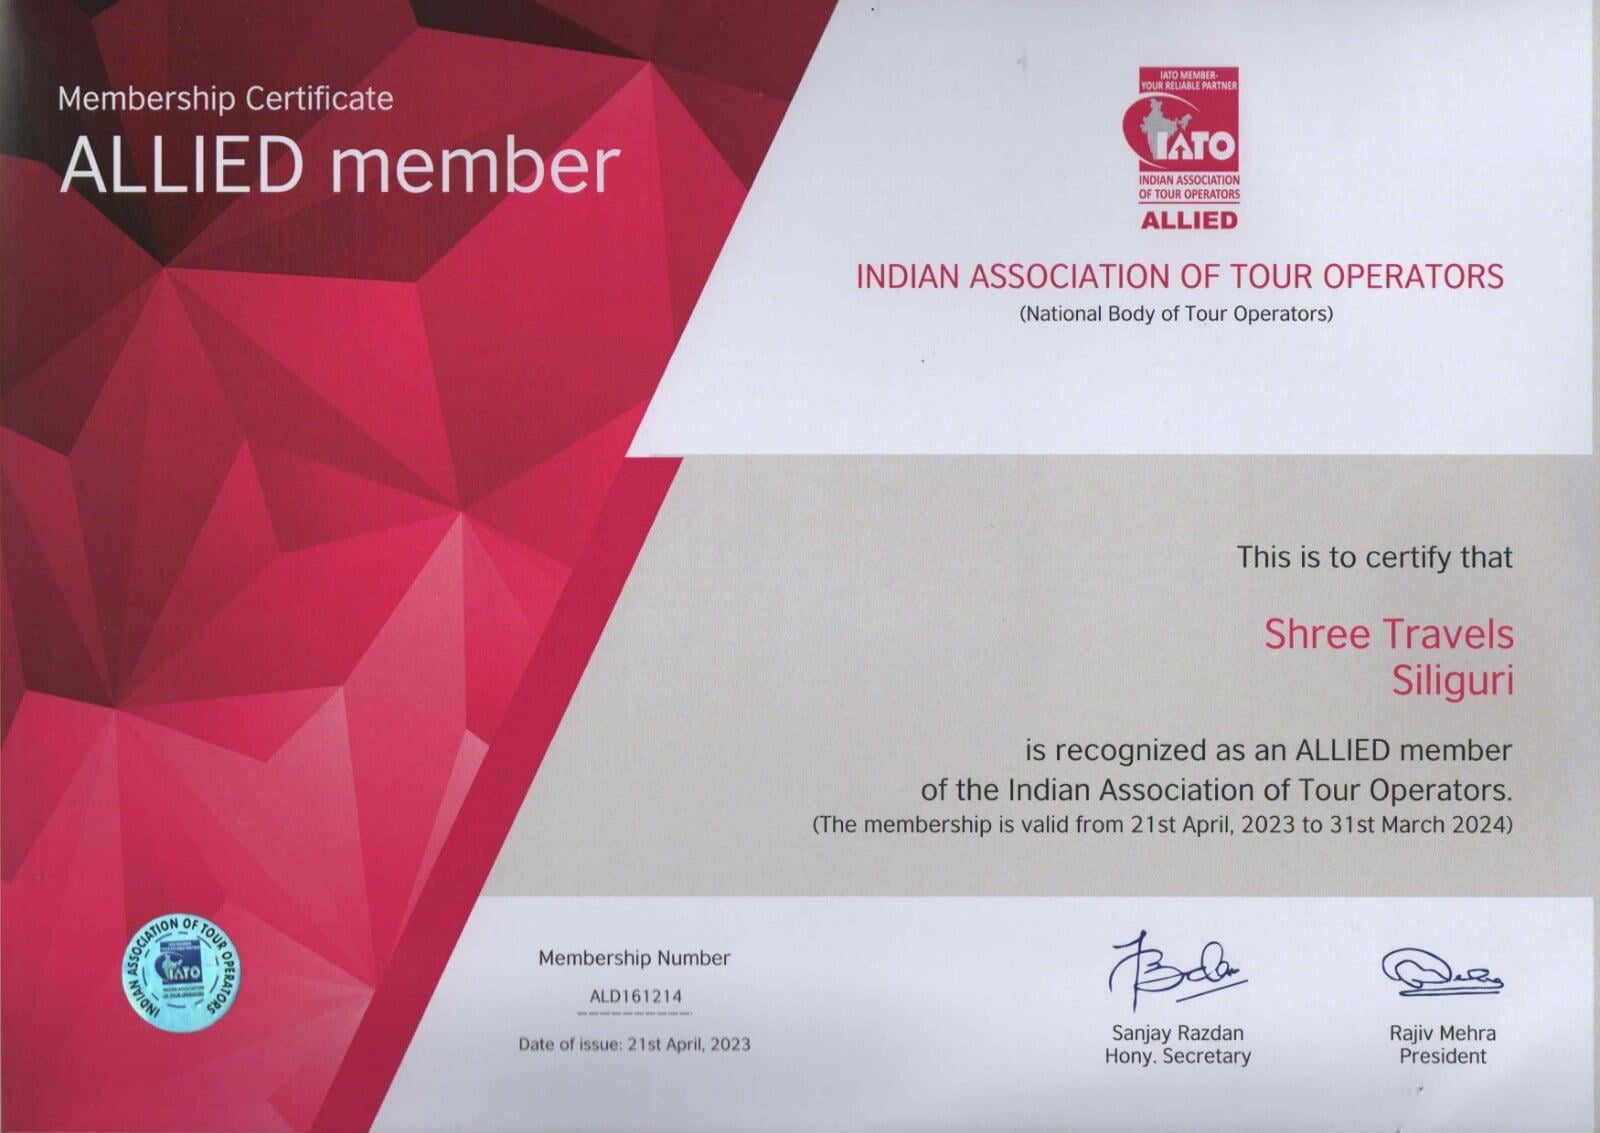 Membership Certificate
ALLIED member
IATO MEMBER-
YOUR RELIABLE PARTNER
IATO
INDIAN ASSOCIATION
OF TOUR OPERATORS
ALLIED
INDIAN ASSOCIATION OF TOUR OPERATORS
(National Body of Tour Operators)
This is to certify that
Shree Travels
Siliguri
is recognized as an ALLIED member
of the Indian Association of Tour Operators.
(The membership is valid from 21st April, 2023 to 31st March 2024)
INDIAN ASSOCIATION OF TOUR OPERATORS
IATO
Membership Number
ALD161214
Date of issue: 21st April, 2023
Sanjay Razdan
Hony. Secretary
Rajiv Mehra
President